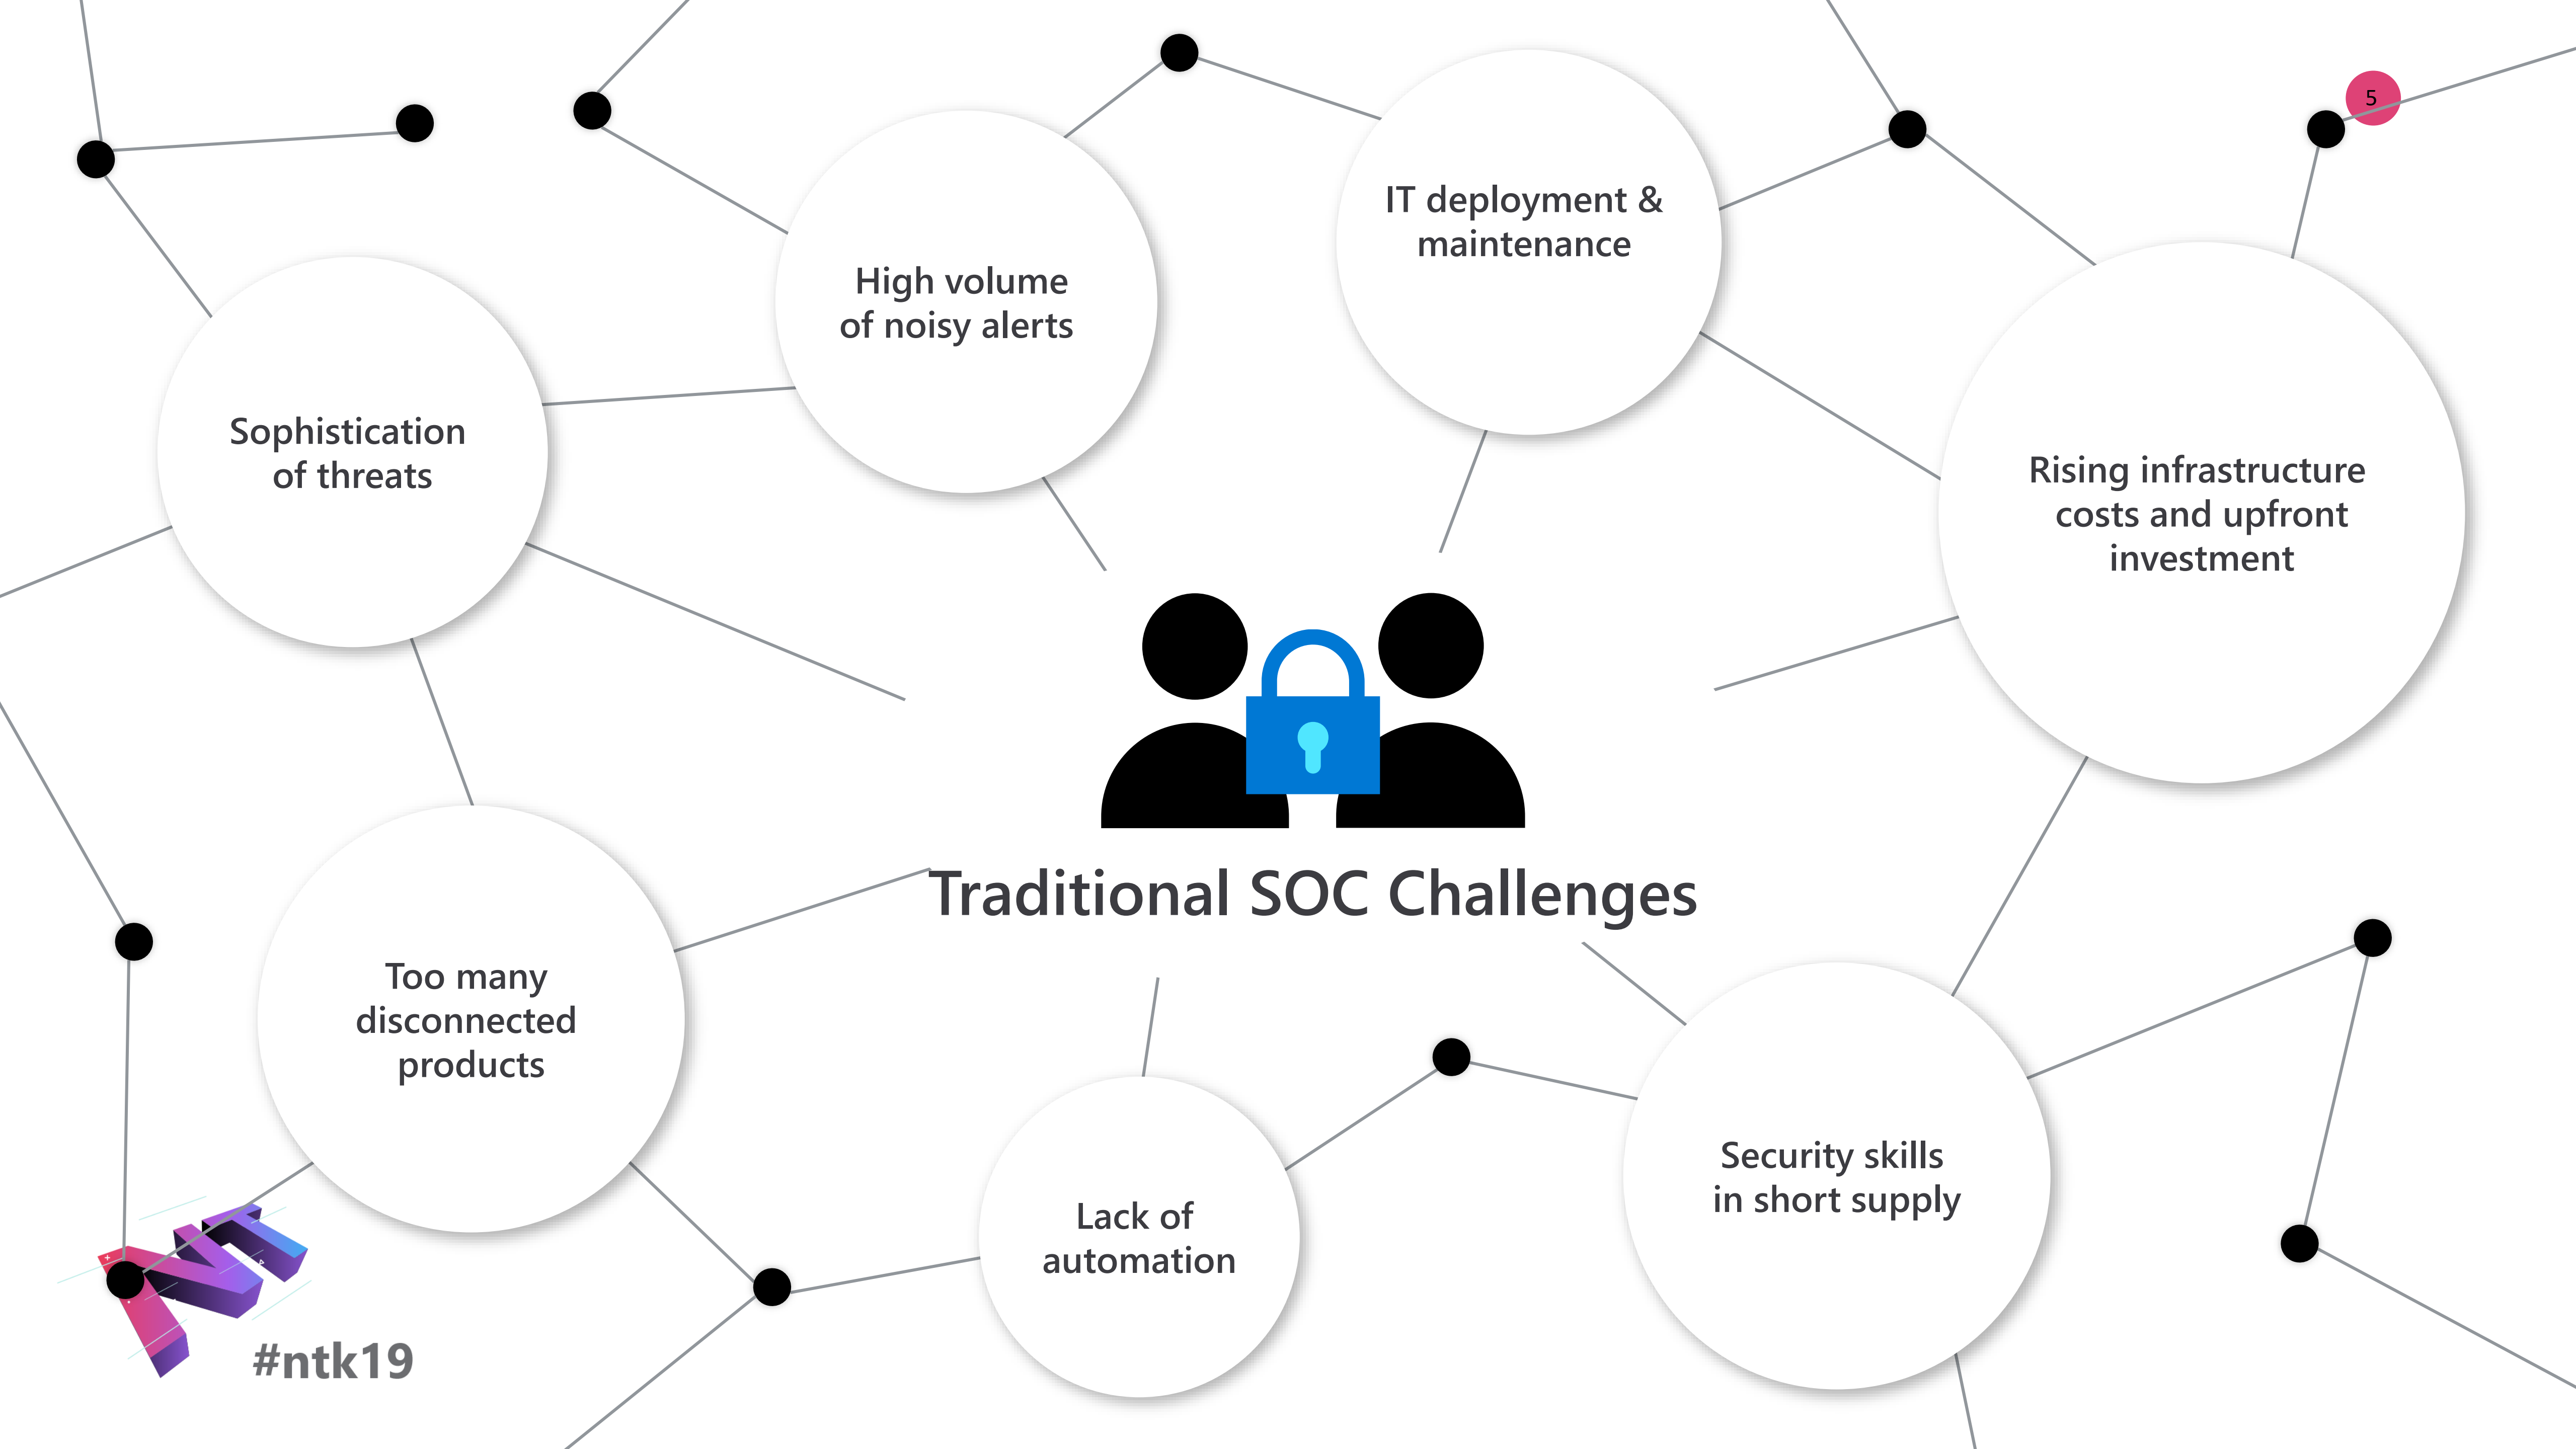 5
IT deployment &
maintenance
High volume
of noisy alerts
Sophistication
of threats
Rising infrastructure
costs and upfront
investment
Traditional SOC Challenges
Too many
disconnected
products
Security skills
in short supply
Lack of
automation
#ntk19